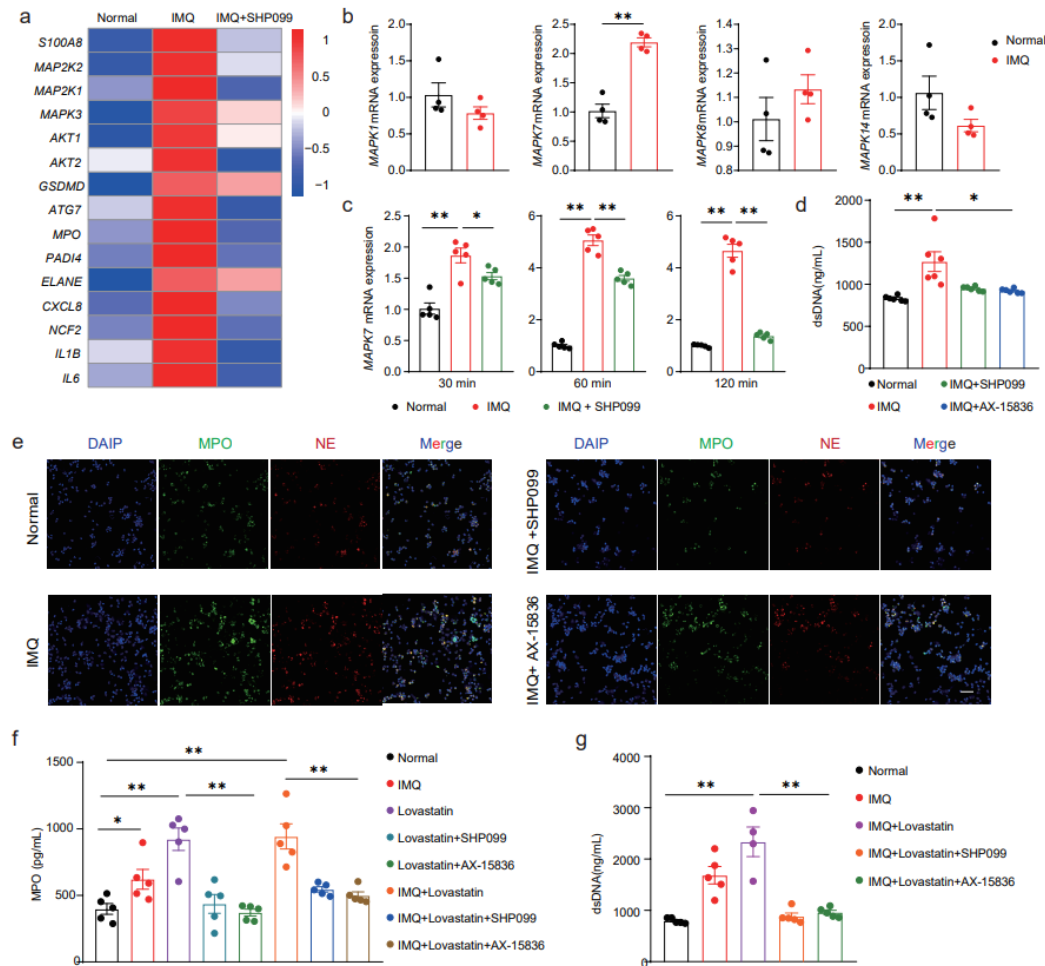 a
Normal IMQ IMQ+SHP099
S100A8
MAP2K2
MAP2K1
MAPK3
AKT1
AKT2
GSDMD
ATG7
MPO
PADI4
ELANE
CXCL8
NCF2
IL1B
IL6
1
0.5
0
−0.5
−1
b
MAPK1 mRNA expressoin
2.0
1.5
1.0
0.5
0.0
MAPK7 mRNA expressoin
2.5
2.0
1.5
1.0
0.5
0.0
**
MAPK8 mRNA expressoin
1.4
1.2
1.0
0.8
MAPK14 mRNA expressoin
2.0
1.5
1.0
0.5
0.0
Normal
IMQ
c
MAPK7 mRNA expression
2.5
2.0
1.5
1.0
0.5
0.0
** *
30 min
6
4
2
0
** **
60 min
6
4
2
0
** **
120 min
Normal IMQ IMQ + SHP099
d
dsDNA(ng/mL)
2000
1500
1000
500
0
** *
Normal IMQ+SHP099
IMQ IMQ+AX-15836
e
DAIP MPO NE Merge
Normal
IMQ
DAIP MPO NE Merge
IMQ +SHP099
IMQ+ AX-15836
f
MPO (pg/mL)
1500
1000
500
0
**
** ** **
*
Normal
IMQ
Lovastatin
Lovastatin+SHP099
Lovastatin+AX-15836
IMQ+Lovastatin
IMQ+Lovastatin+SHP099
IMQ+Lovastatin+AX-15836
g
dsDNA(ng/mL)
4000
3000
2000
1000
0
** **
Normal
IMQ
IMQ+Lovastatin
IMQ+Lovastatin+SHP099
IMQ+Lovastatin+AX-15836